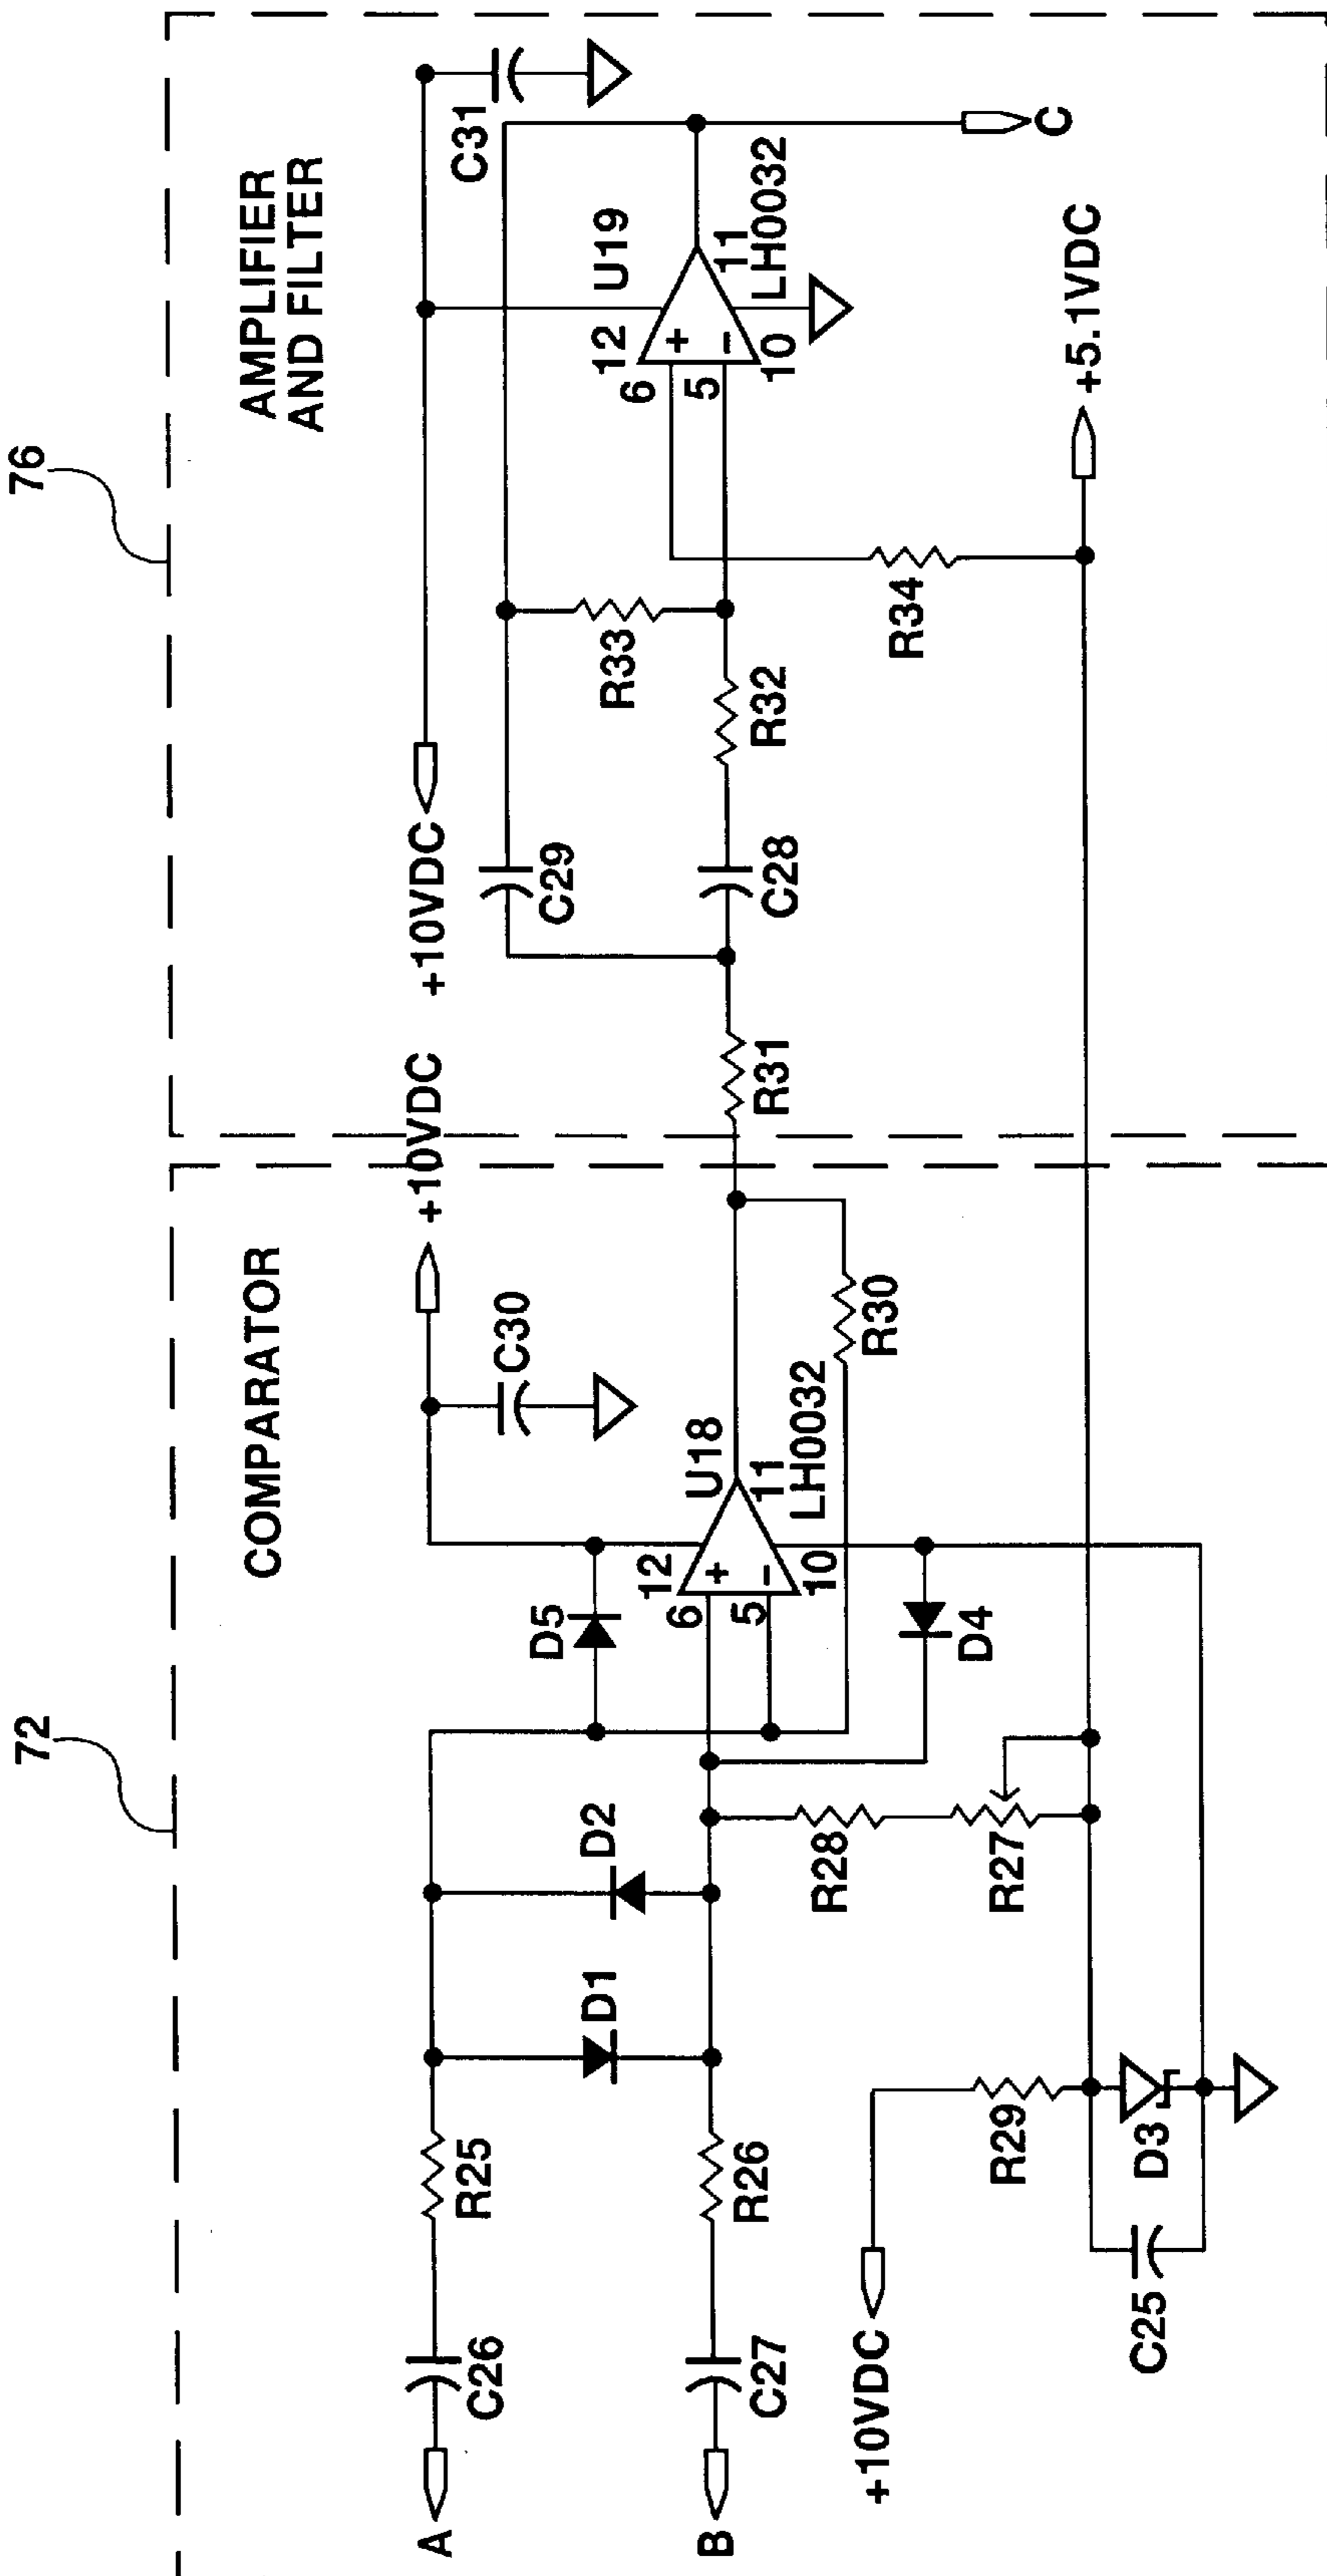 72
76
COMPARATOR
AMPLIFIER
AND FILTER
A
C26
R25
D1
D2
D5
12
6
5
10
U18
11
LH0032
C30
+10VDC
+10VDC
B
C27
R26
R28
R27
D4
R30
+10VDC
R29
C25
D3
R31
C29
C28
R33
R32
R34
12
6
5
10
U19
11
LH0032
C31
C
+5.1VDC